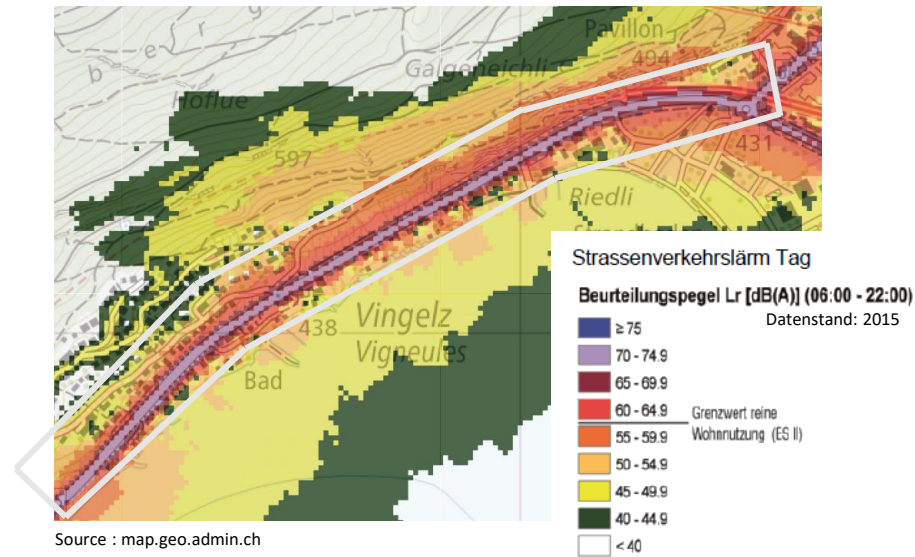 Pavillon
494
b e r g
Galgeneichli
Hoflue
597
431
Riedli
Vingelz
438
Vigneules
Bad
Strassenverkehrslärm Tag
Beurteilungspegel Lr [dB(A)] (06:00 - 22:00)
Datenstand: 2015
≥ 75
70 - 74.9
65 - 69.9
60 - 64.9
Grenzwert reine
Wohnnutzung (ES II)
55 - 59.9
50 - 54.9
45 - 49.9
40 - 44.9
< 40
Source : map.geo.admin.ch